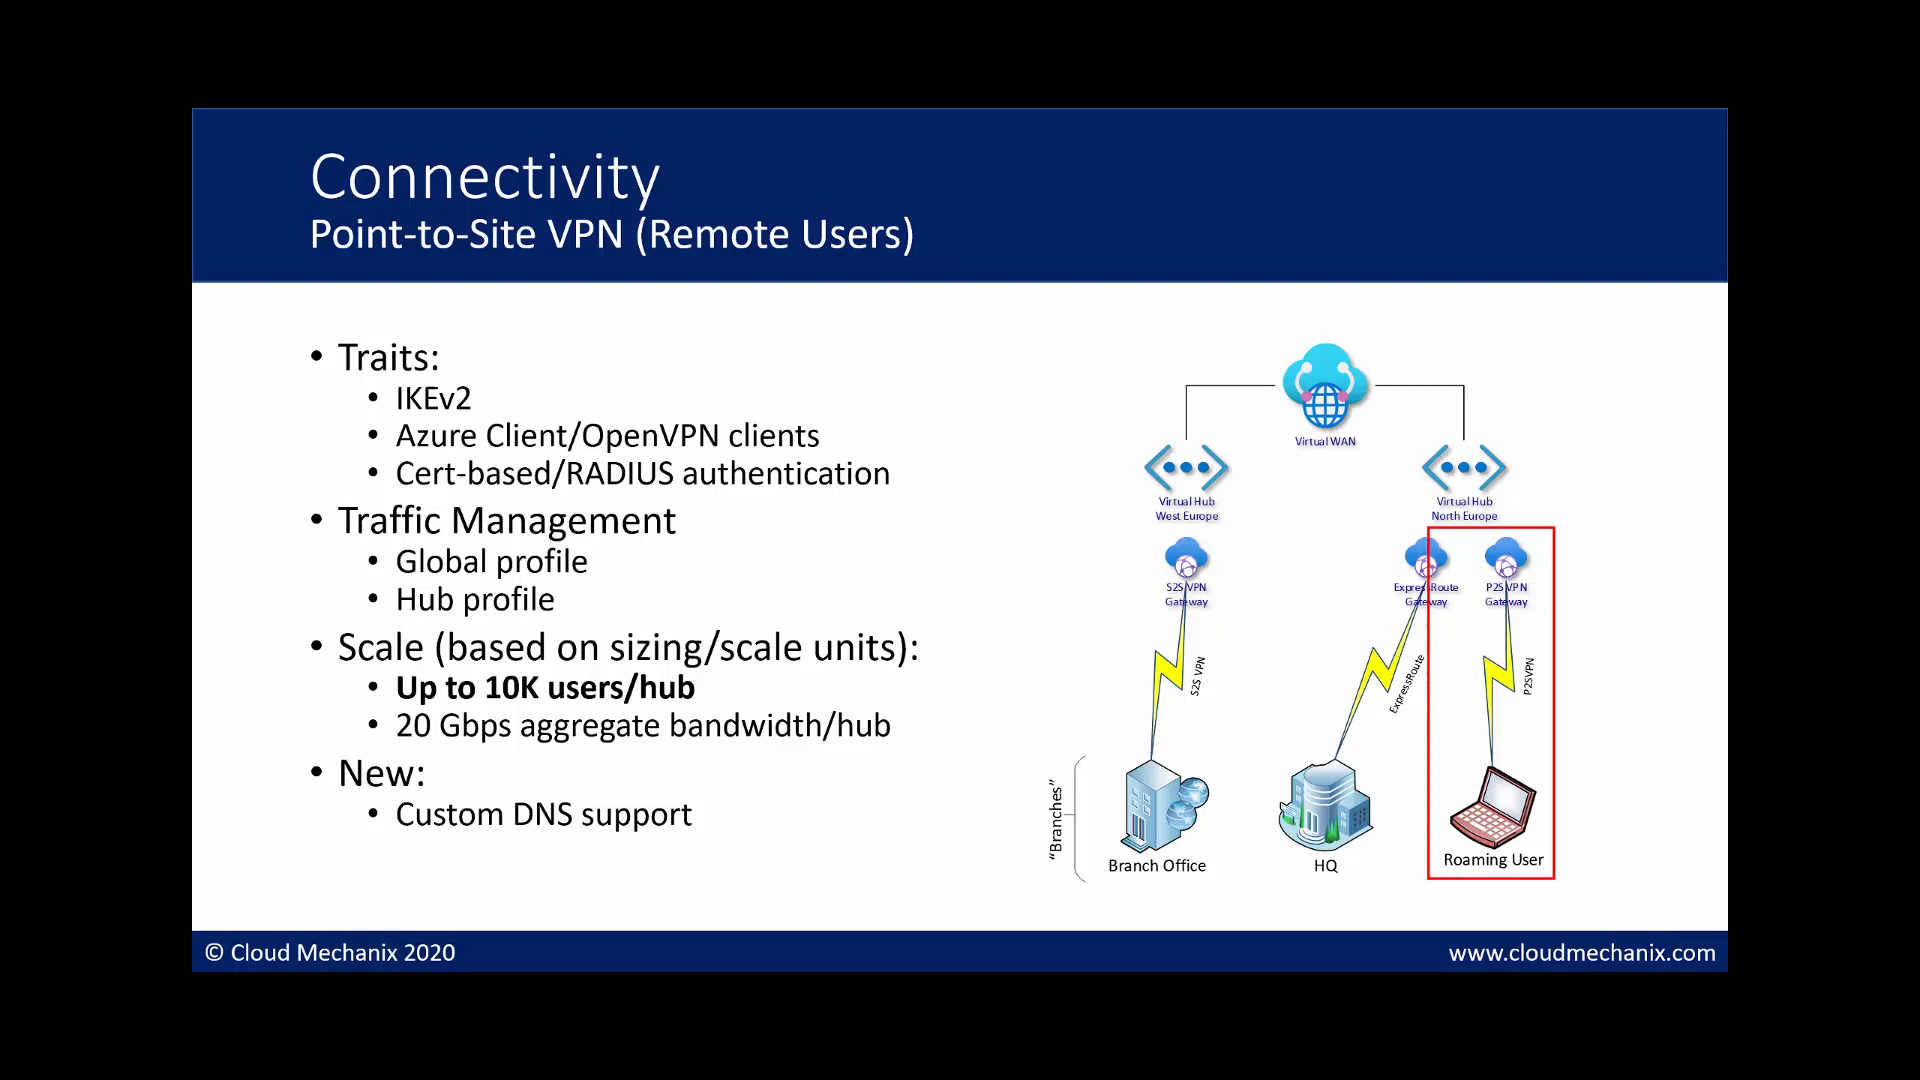 Connectivity
Point-to-Site VPN (Remote Users)
• Traits:
• IKEv2
• Azure Client/OpenVPN clients
• Cert-based/RADIUS authentication
• Traffic Management
• Global profile
• Hub profile
• Scale (based on sizing/scale units):
• Up to 10K users/hub
• 20 Gbps aggregate bandwidth/hub
• New:
• Custom DNS support
Virtual WAN
Virtual Hub
West Europe
Virtual Hub
North Europe
S2S VPN
Gateway
ExpressRoute
Gateway
P2S VPN
Gateway
S2S VPN
ExpressRoute
P2SVPN
"Branches"
Branch Office
HQ
Roaming User
© Cloud Mechanix 2020
www.cloudmechanix.com